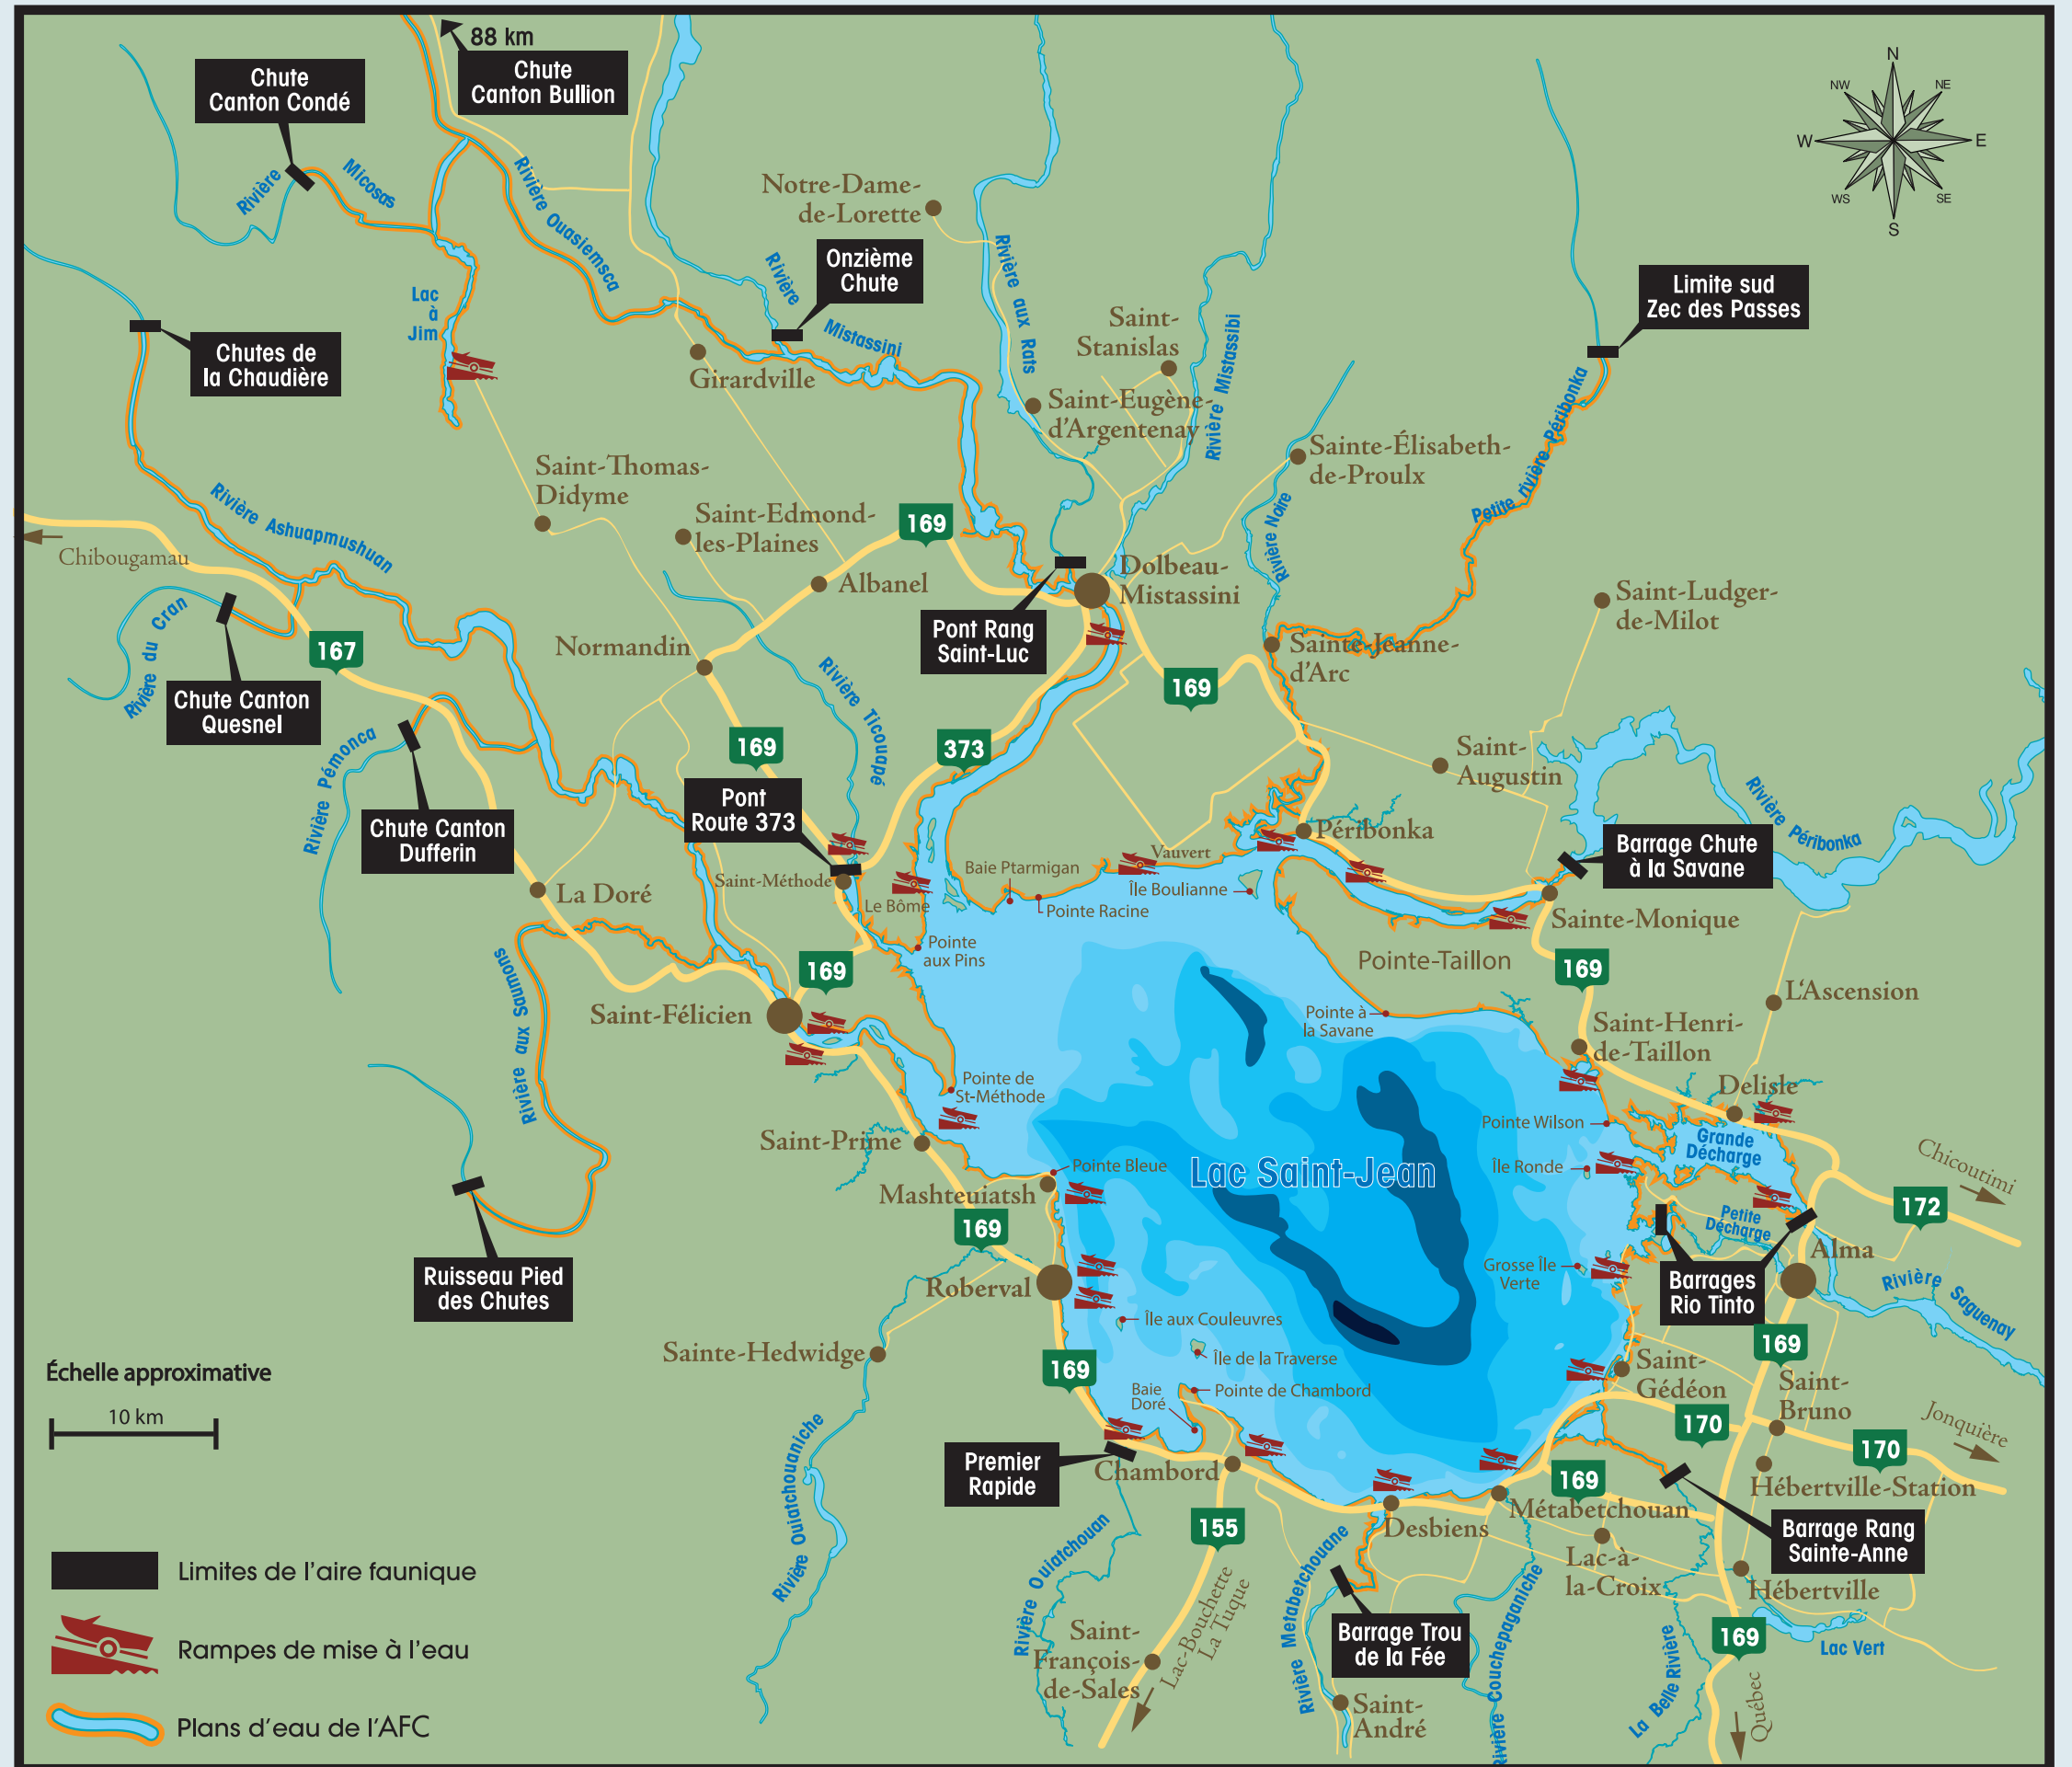 88 km
Chute
Canton Bullion
Chute
Canton Condé
N
NW
NE
W
E
WS
SE
S
Rivière
Micosas
Rivière Ouasiemsca
Notre-Dame-
de-Lorette
Rivière
Onzième
Chute
Mistassini
Rivière aux Rats
Lac
à
Jim
Chutes de
la Chaudière
Girardville
Saint-
Stanislas
Rivière Mistassibi
Limite sud
Zec des Passes
Saint-Eugène-
d'Argentenay
Sainte-Élisabeth-
de-Proulx
Petite rivière Péribonka
Saint-Thomas-
Didyme
Saint-Edmond-
les-Plaines
169
Rivière Noire
Rivière Ashuapmushuan
Chibougamau
Albanel
Dolbeau-
Mistassini
Saint-Ludger-
de-Milot
Rivière du Cran
Pont Rang
Saint-Luc
Normandin
167
Sainte-Jeanne-
d'Arc
Chute Canton
Quesnel
Rivière Ticouapé
169
Rivière Pémonca
169
373
Saint-
Augustin
Pont
Route 373
Rivière Péribonka
Chute Canton
Dufferin
Péribonka
Barrage Chute
à la Savane
Vauvert
Baie Ptarmigan
Saint-Méthode
La Doré
Le Bôme
Île Boulianne
Pointe Racine
Sainte-Monique
Pointe
aux Pins
Pointe-Taillon
169
169
L'Ascension
Rivière aux Saumons
Saint-Félicien
Pointe à
la Savane
Saint-Henri-
de-Taillon
Pointe de
St-Méthode
Delisle
Pointe Wilson
Saint-Prime
Grande
Décharge
Lac Saint-Jean
Pointe Bleue
Île Ronde
Chicoutimi
Mashteuiatsh
172
169
Petite
Décharge
Alma
Ruisseau Pied
des Chutes
Roberval
Grosse Île
Verte
Barrages
Rio Tinto
Rivière Saguenay
Île aux Couleuvres
169
Sainte-Hedwidge
Île de la Traverse
Échelle approximative
169
Saint-
Gédéon
Baie
Doré
Pointe de Chambord
Saint-
Bruno
10 km
170
Jonquière
170
Rivière Ouiatchouaniche
Premier
Rapide
Chambord
169
Hébertville-Station
Métabetchouan
155
Desbiens
Barrage Rang
Sainte-Anne
Rivière Ouiatchouan
Lac-à-
la-Croix
Limites de l'aire faunique
Lac-Bouchette
La Tuque
Rivière Metabetchouane
Rivière Couchepaganiche
Hébertville
Barrage Trou
de la Fée
Saint-
François-
de-Sales
169
Lac Vert
Rampes de mise à l'eau
La Belle Rivière
Saint-
André
Québec
Plans d'eau de l'AFC